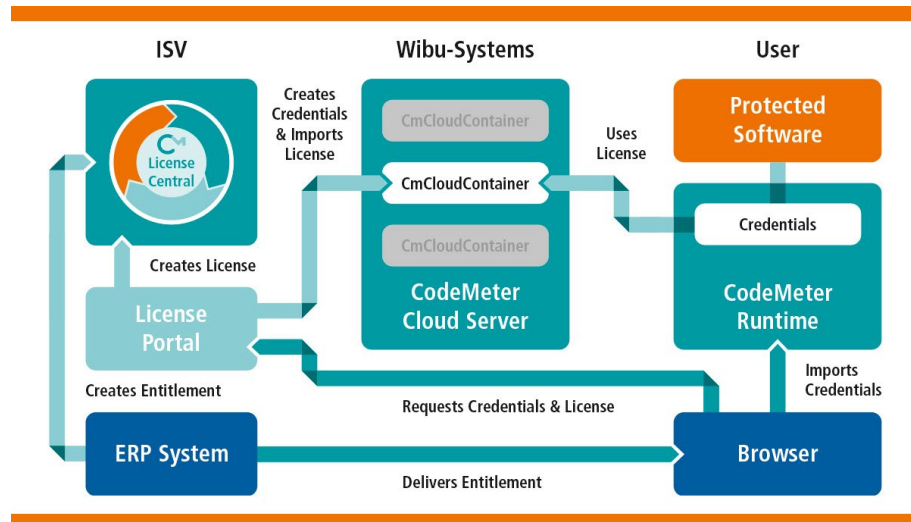 ISV
Wibu-Systems
User
License
Central
Creates
Credentials
& Imports
License
CmCloudContainer
CmCloudContainer
CmCloudContainer
CodeMeter
Cloud Server
Uses
License
Protected
Software
Credentials
CodeMeter
Runtime
Creates License
License
Portal
Creates Entitlement
Requests Credentials & License
Imports
Credentials
ERP System
Delivers Entitlement
Browser